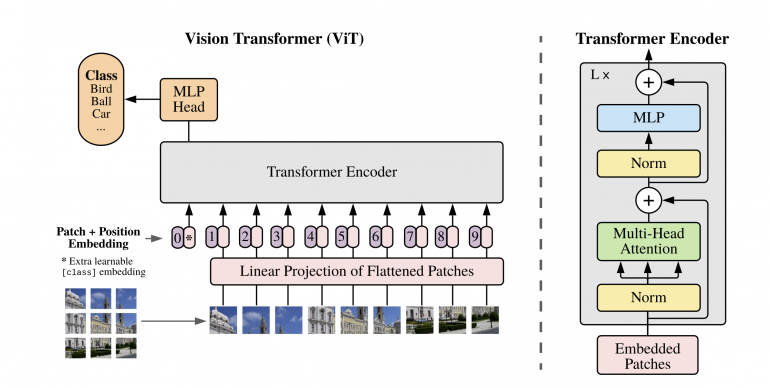 Vision Transformer (ViT)
Class
Bird
Ball
Car
...
MLP
Head
Transformer Encoder
Patch + Position
Embedding
0 * 1 2 3 4 5 6 7 8 9
* Extra learnable
[class] embedding
Linear Projection of Flattened Patches
Transformer Encoder
L ×
+
MLP
Norm
+
Multi-Head
Attention
Norm
Embedded
Patches